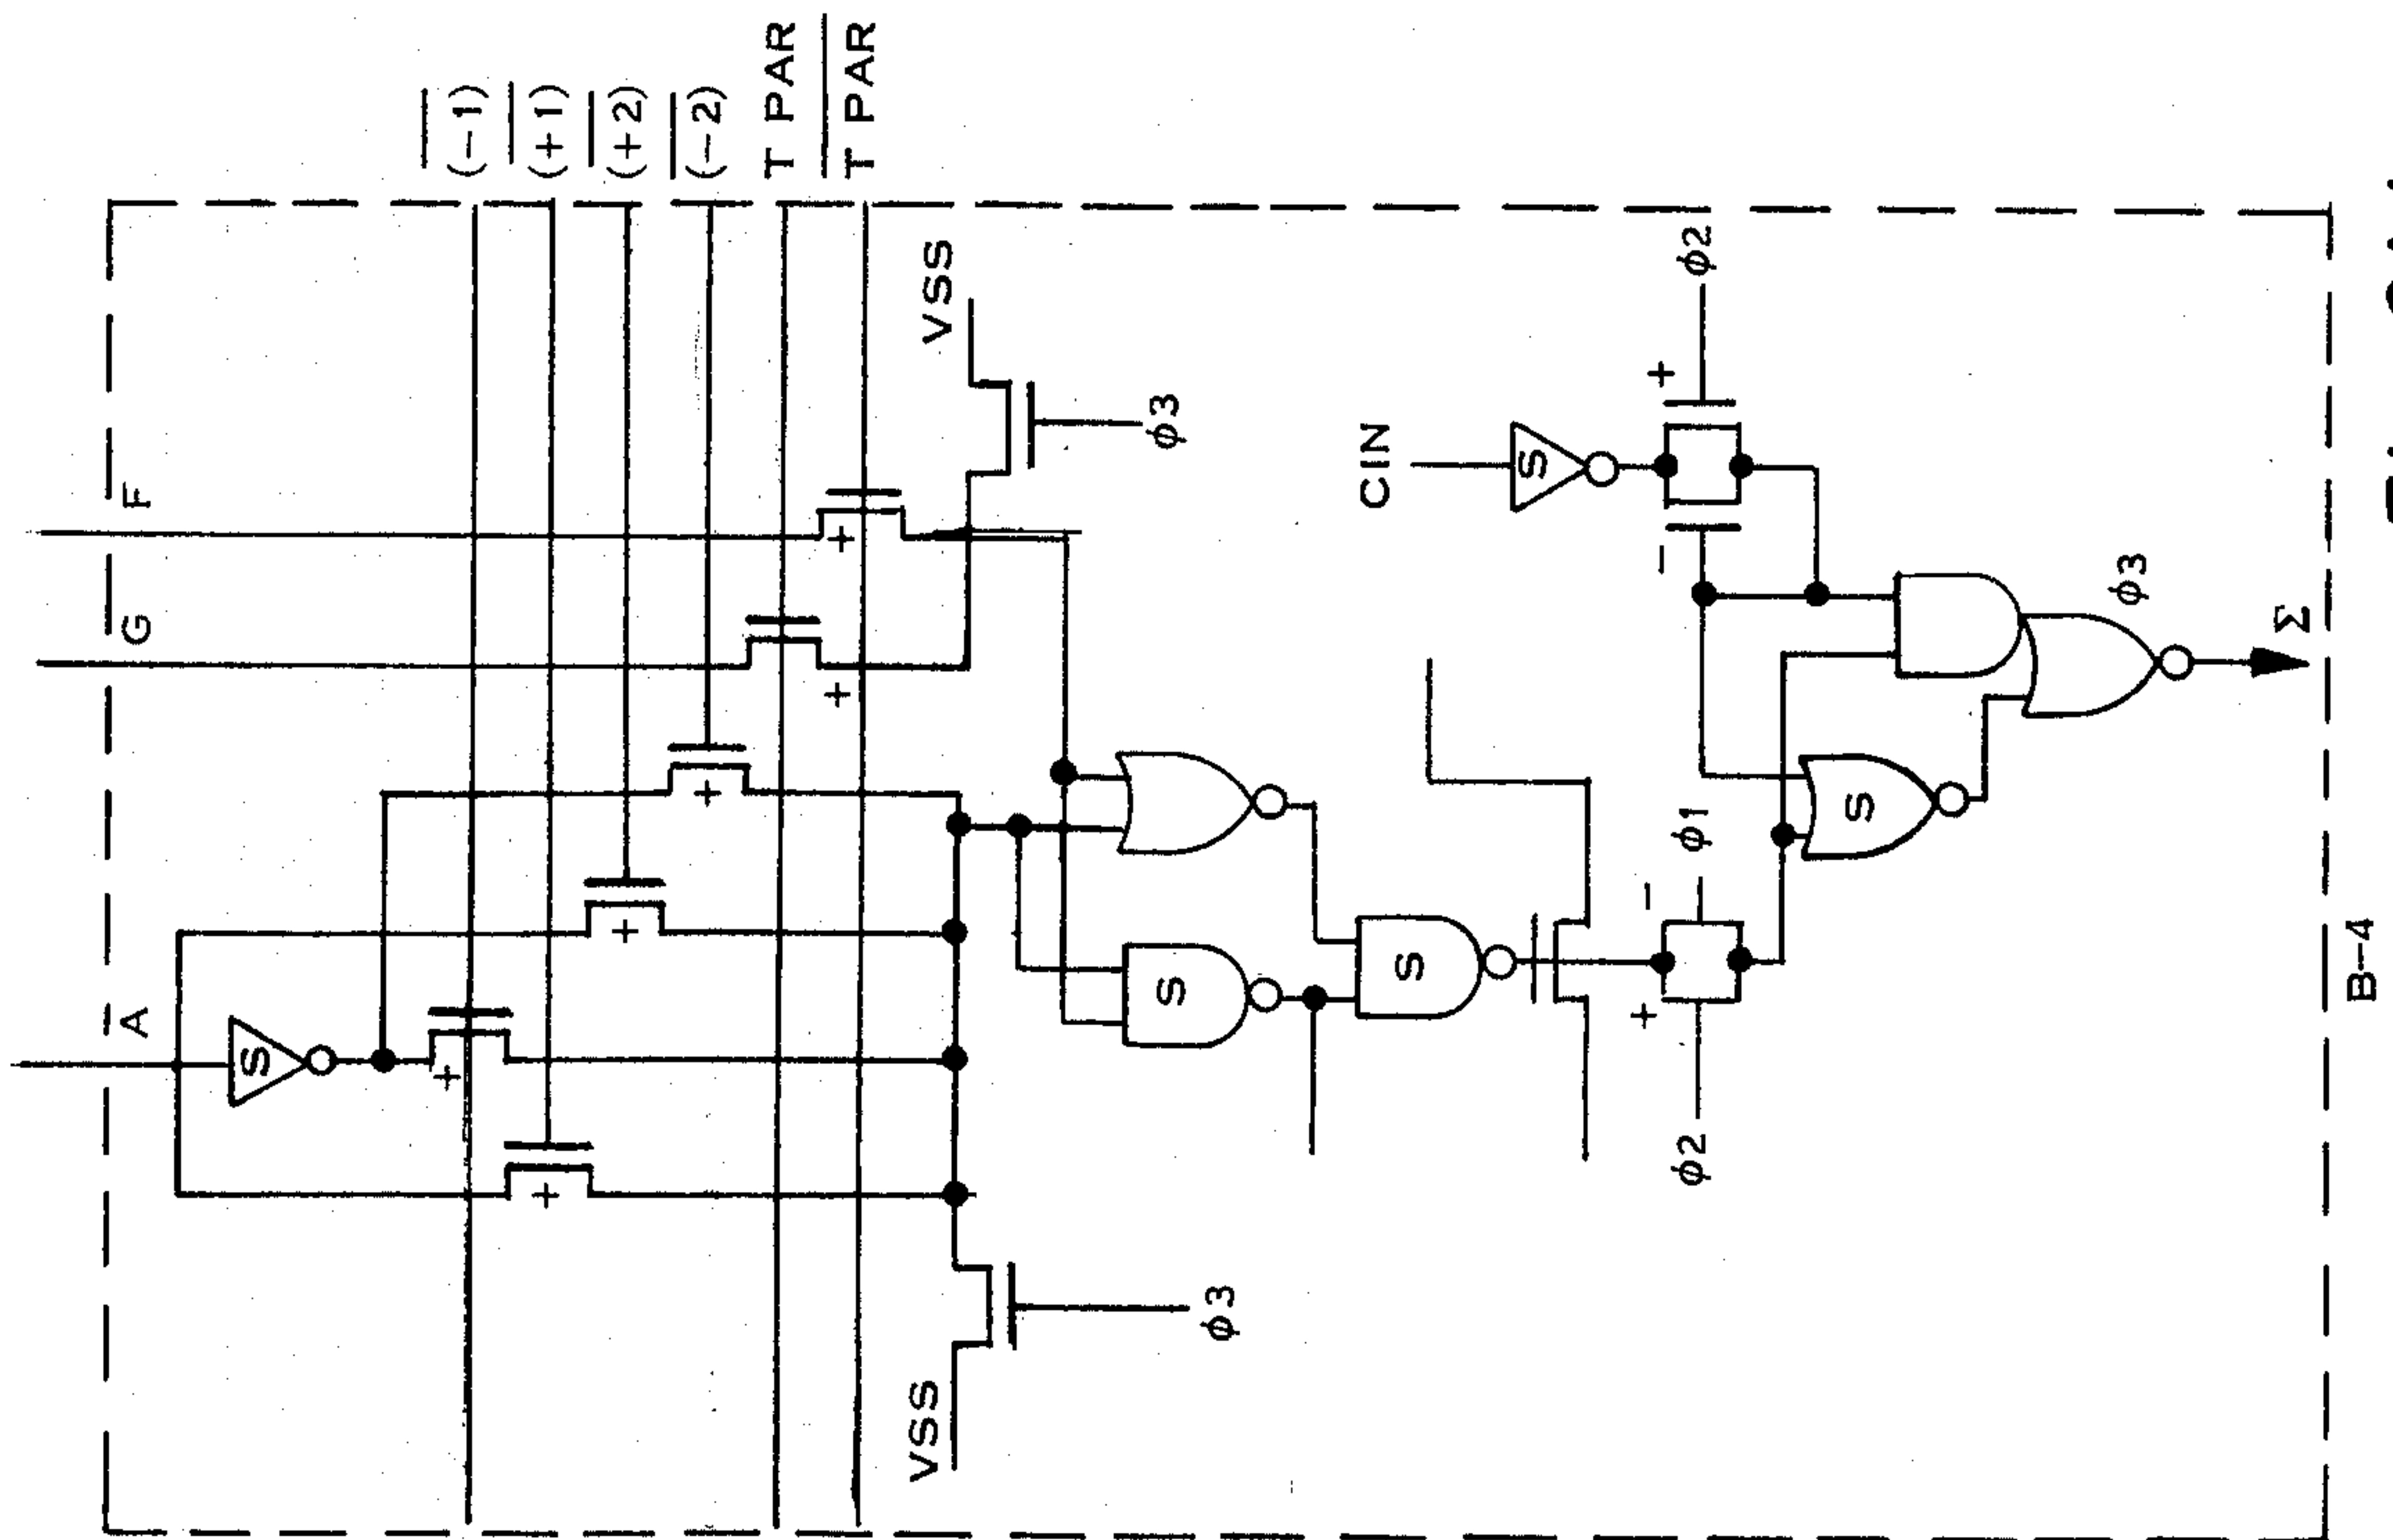 (-1)
(+1)
(+2)
(-2)
T PAR
T PAR
F
G
A
S
+
+
+
+
+
+
VSS
φ3
VSS
φ3
S
S
CIN
S
φ2
+
-
φ1
-
+
φ2
S
φ3
Σ
B-4